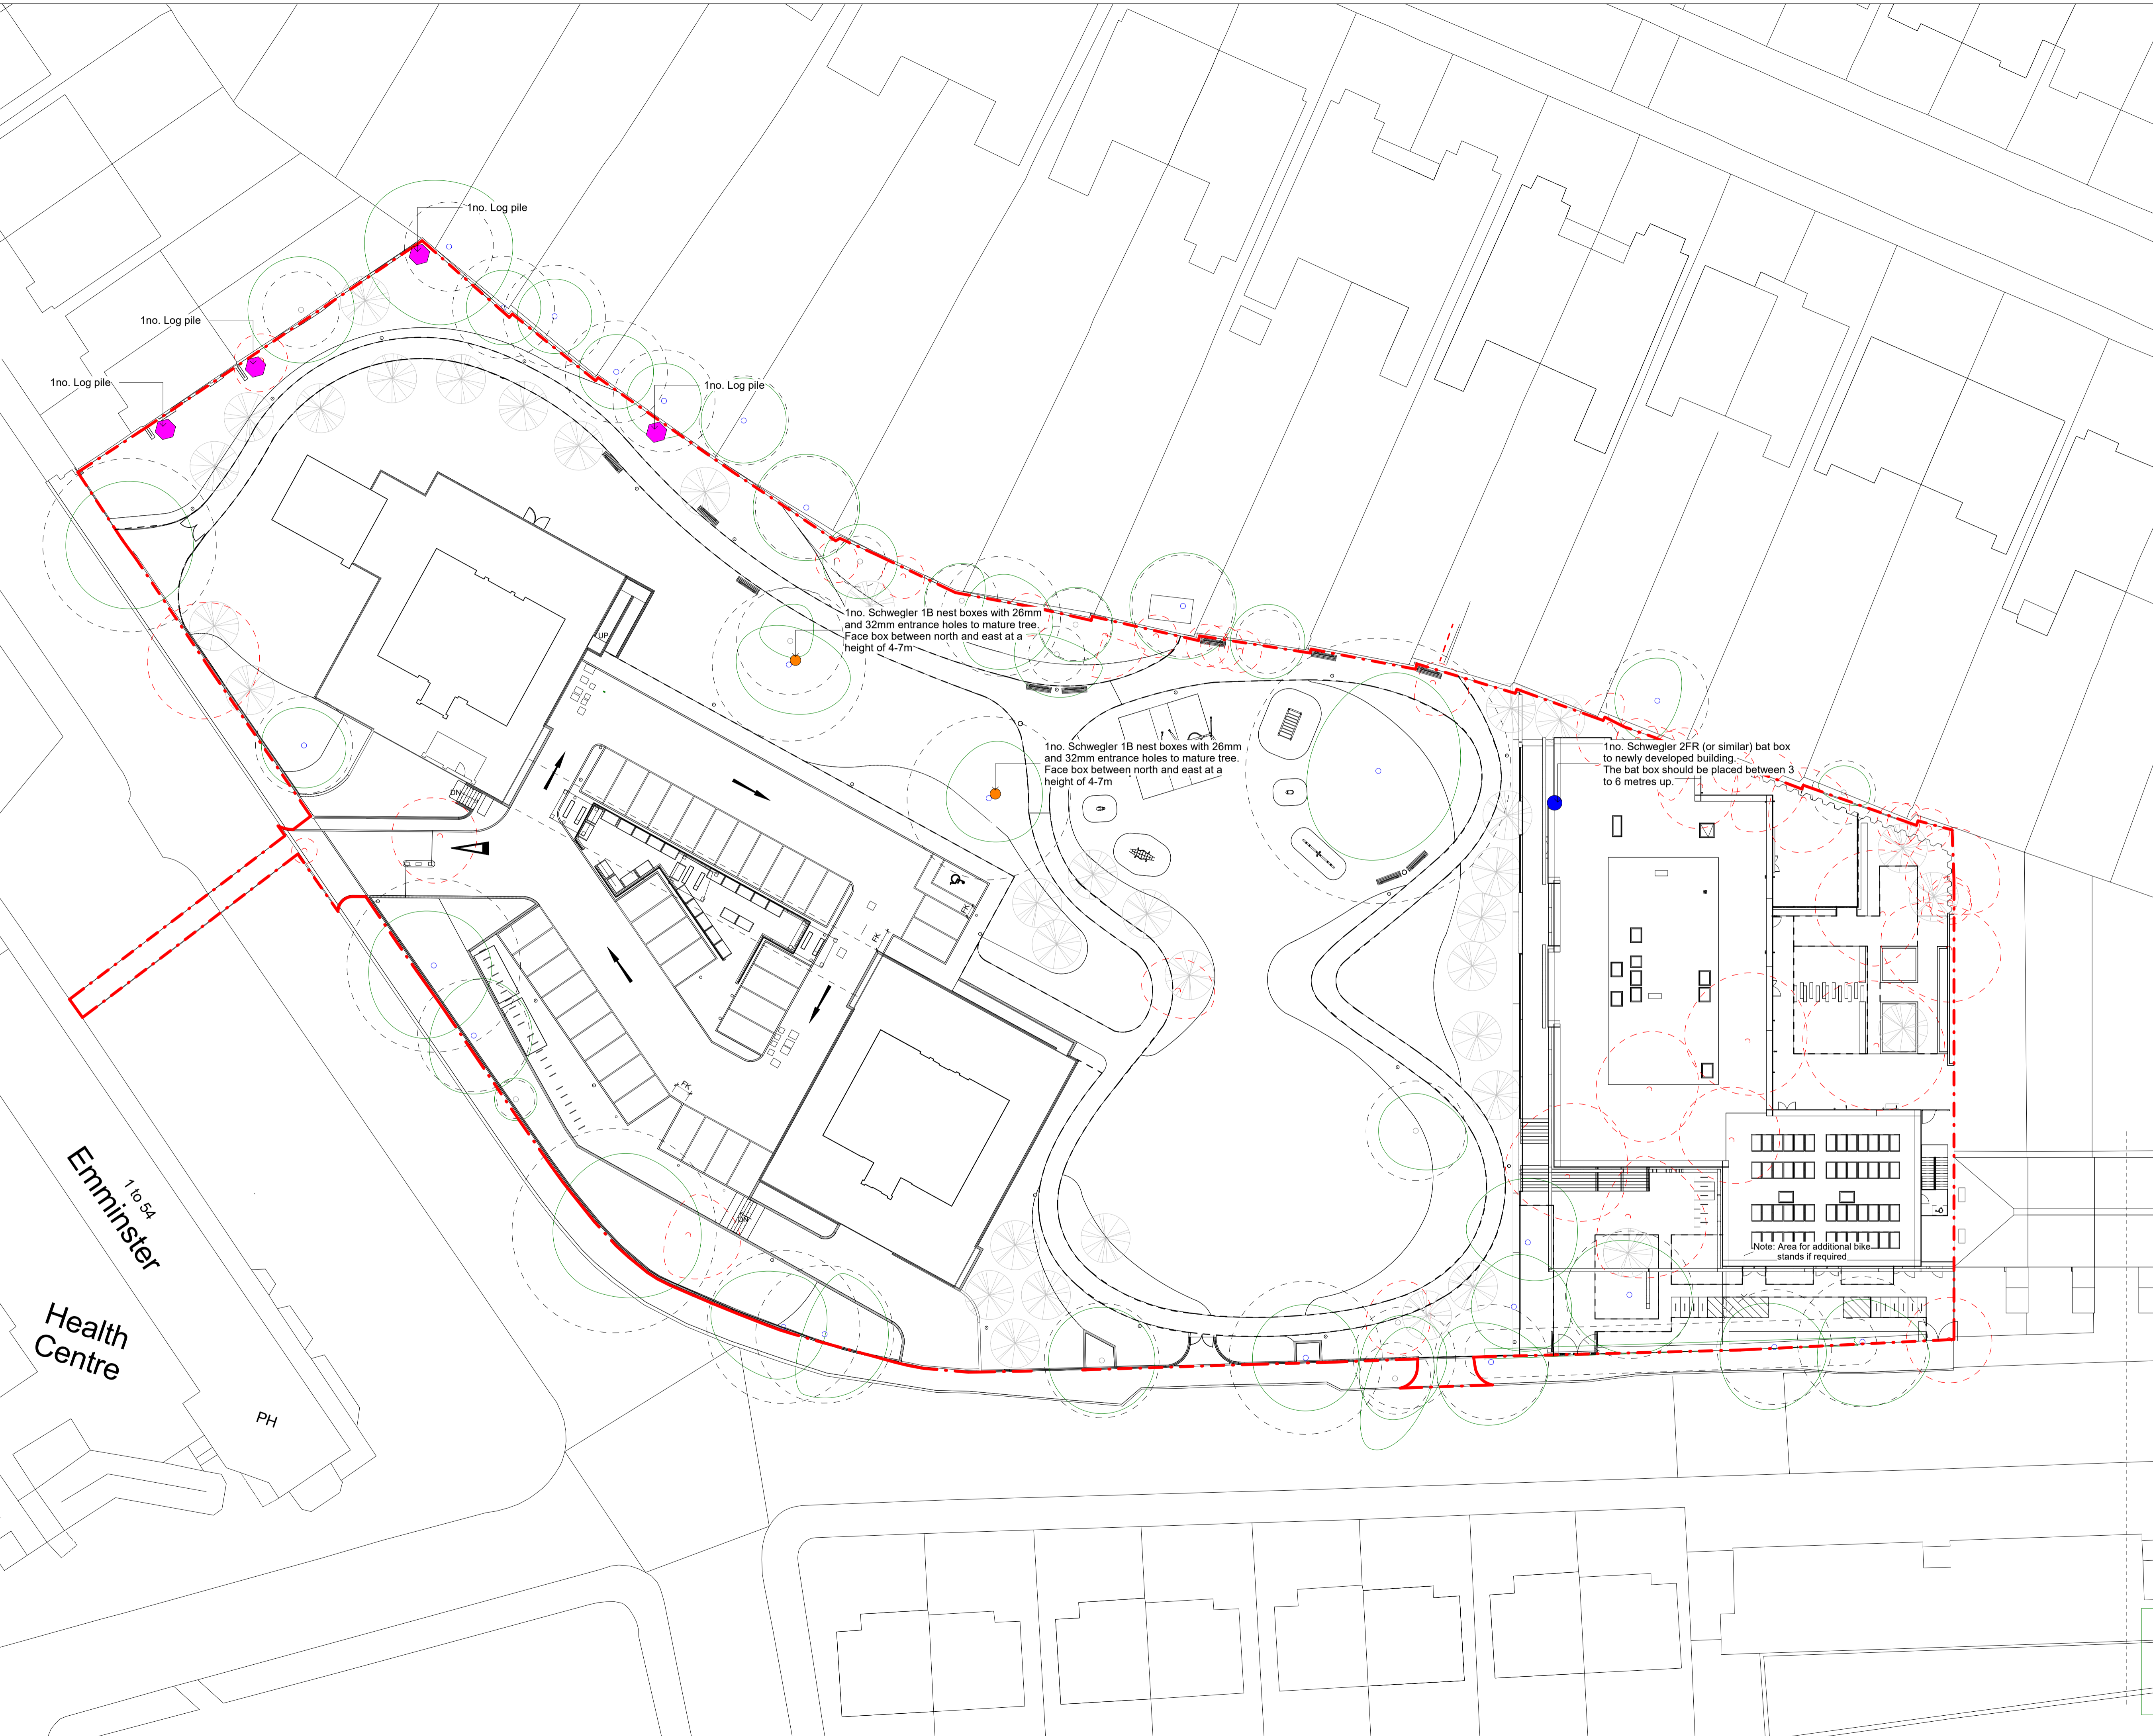 1no. Log pile
1no. Log pile
1no. Log pile
1no. Log pile
1no. Schwegler 1B nest boxes with 26mm
and 32mm entrance holes to mature tree.
Face box between north and east at a
height of 4-7m
UP
1no. Schwegler 1B nest boxes with 26mm
and 32mm entrance holes to mature tree.
Face box between north and east at a
height of 4-7m
1no. Schwegler 2FR (or similar) bat box
to newly developed building.
The bat box should be placed between 3
to 6 metres up.
DN
FK
FK
FK
DN
1 to 54
Emminster
Note: Area for additional bike
stands if required
Health
Centre
PH